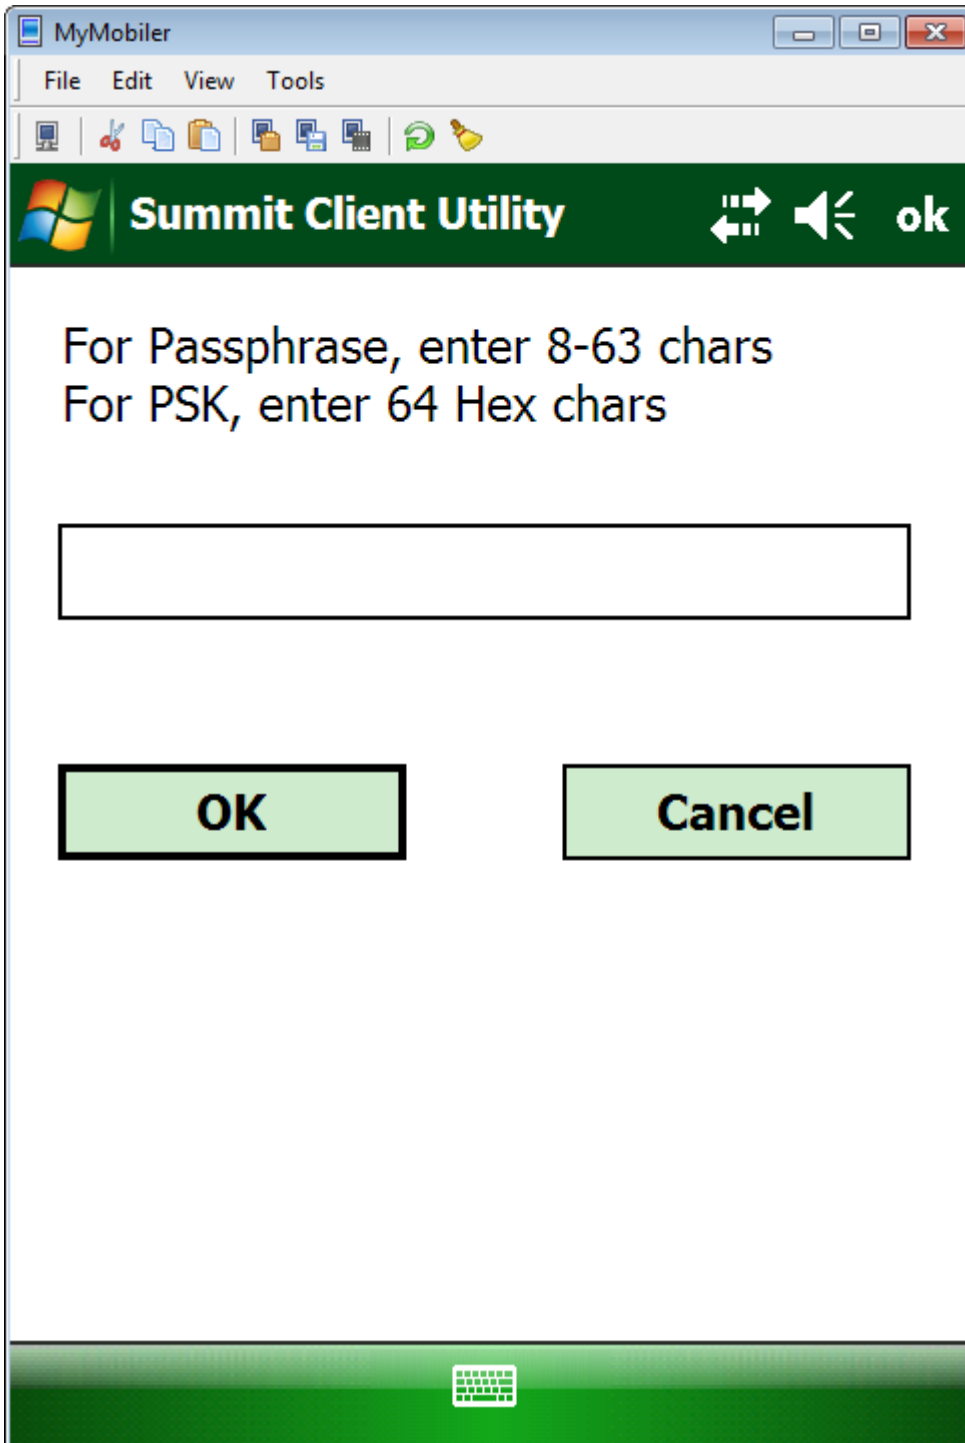 MyMobiler
File Edit View Tools
Summit Client Utility ok
For Passphrase, enter 8-63 chars
For PSK, enter 64 Hex chars
OK Cancel